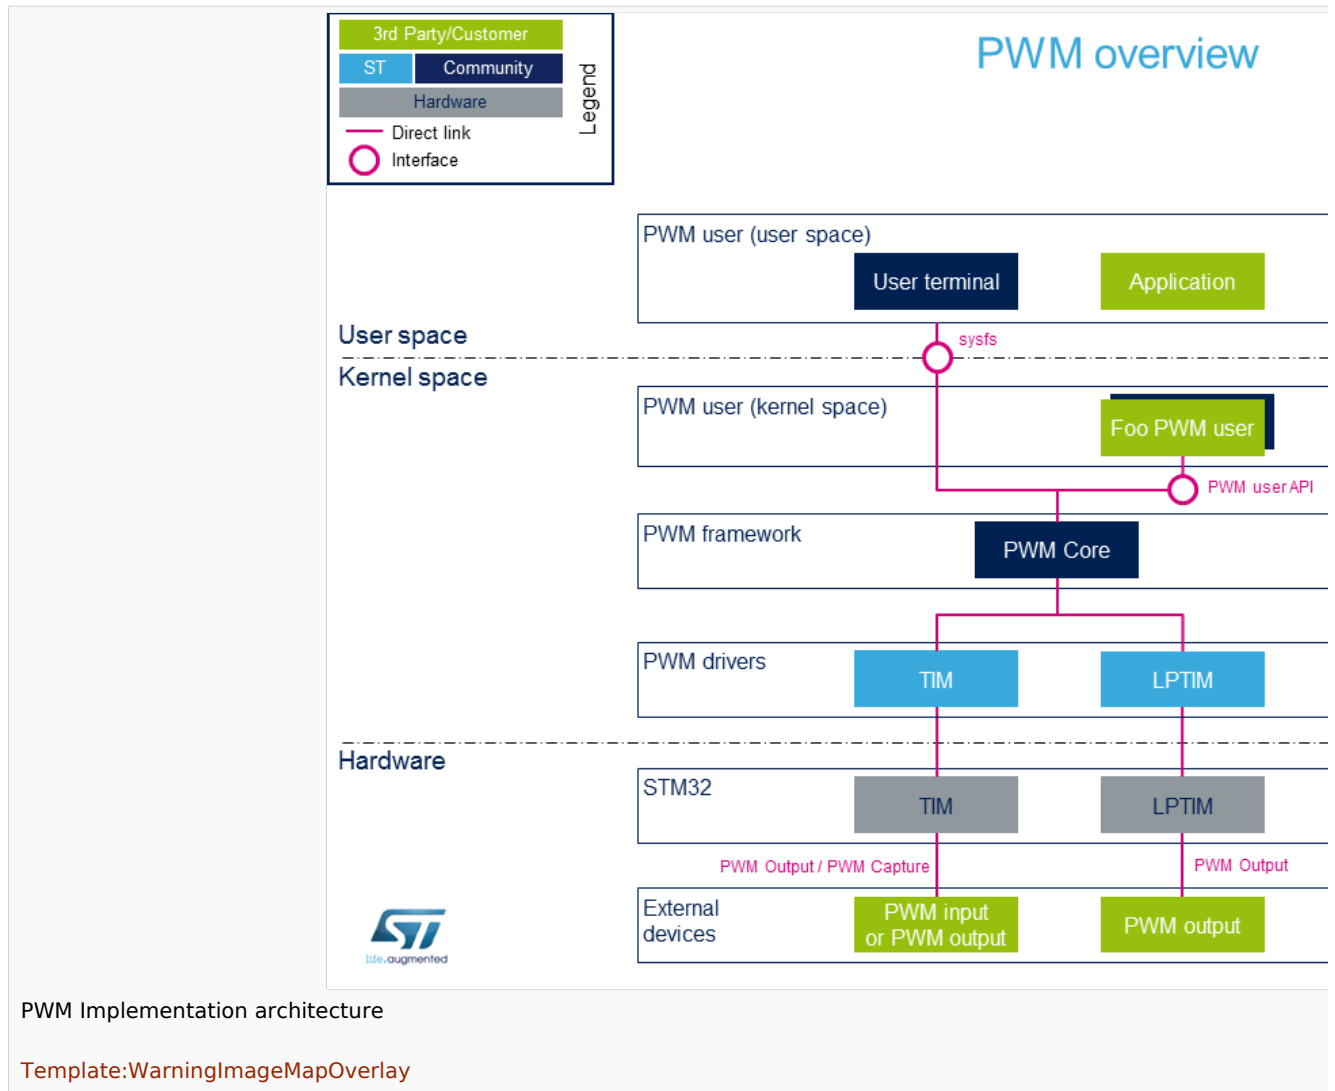 3rd Party/Customer
ST
Community
Hardware
Direct link
Interface
Legend
PWM overview
PWM user (user space)
User terminal
Application
User space
sysfs
Kernel space
PWM user (kernel space)
Foo PWM user
PWM user API
PWM framework
PWM Core
PWM drivers
TIM
LPTIM
Hardware
STM32
TIM
LPTIM
PWM Output / PWM Capture
PWM Output
External
devices
PWM input
or PWM output
PWM output
ST
life.augmented
PWM Implementation architecture
Template:WarningImageMapOverlay